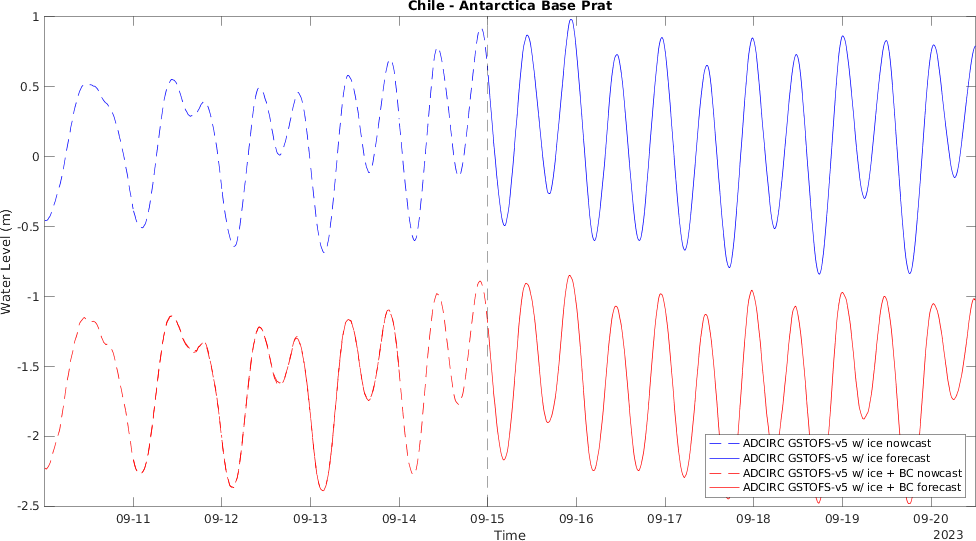 Chile - Antarctica Base Prat
Water Level (m)
1
0.5
0
-0.5
-1
-1.5
-2
-2.5
ADCIRC GSTOFS-v5 w/ ice nowcast
ADCIRC GSTOFS-v5 w/ ice forecast
ADCIRC GSTOFS-v5 w/ ice + BC nowcast
ADCIRC GSTOFS-v5 w/ ice + BC forecast
09-11 09-12 09-13 09-14 09-15 09-16 09-17 09-18 09-19 09-20
Time
2023